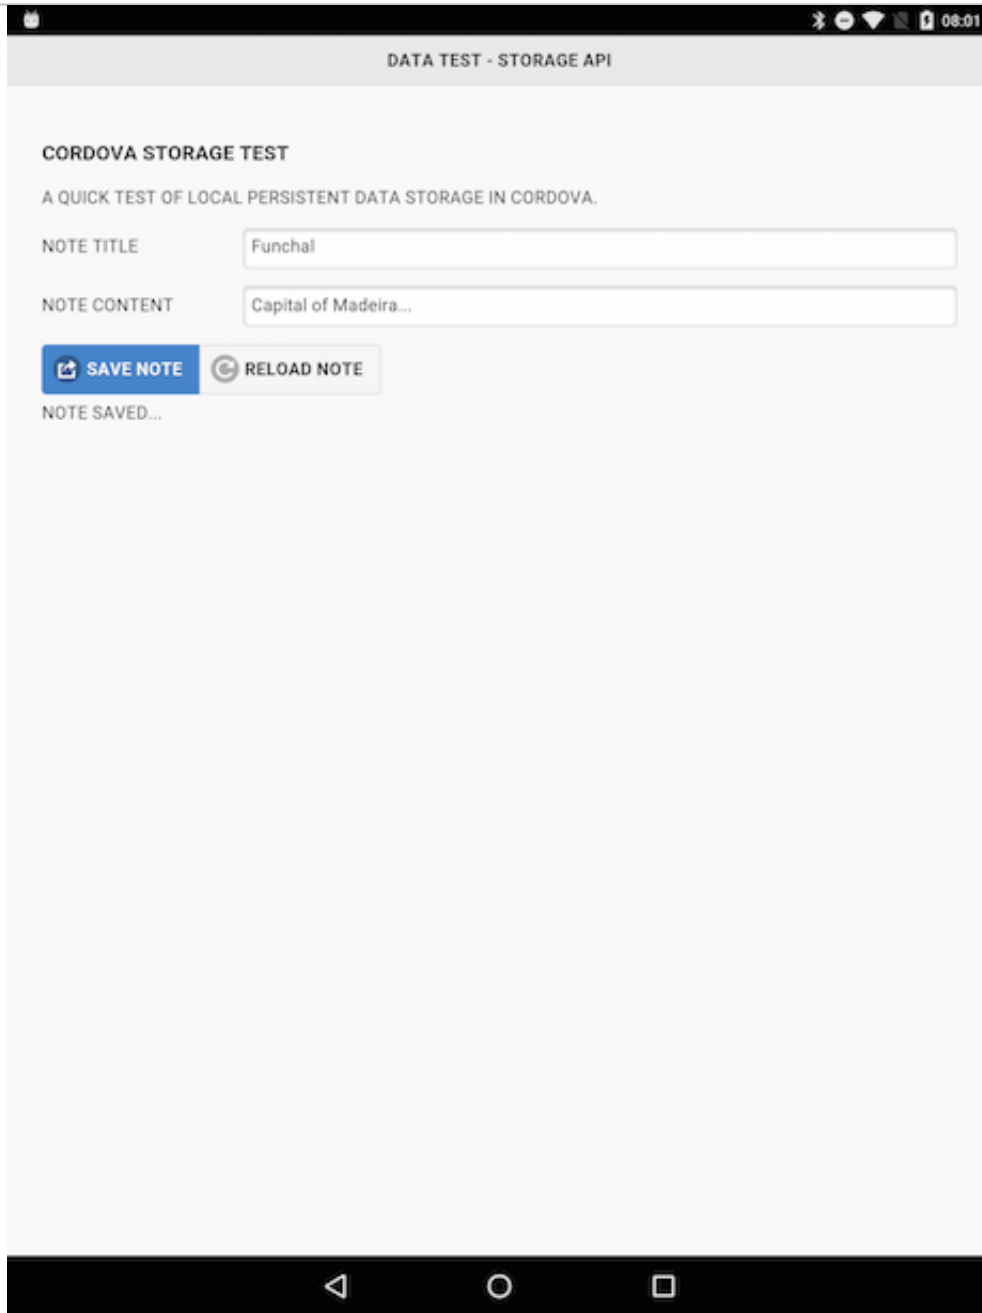 08:01
DATA TEST - STORAGE API
CORDOVA STORAGE TEST
A QUICK TEST OF LOCAL PERSISTENT DATA STORAGE IN CORDOVA.
NOTE TITLE Funchal
NOTE CONTENT Capital of Madeira...
SAVE NOTE RELOAD NOTE
NOTE SAVED...